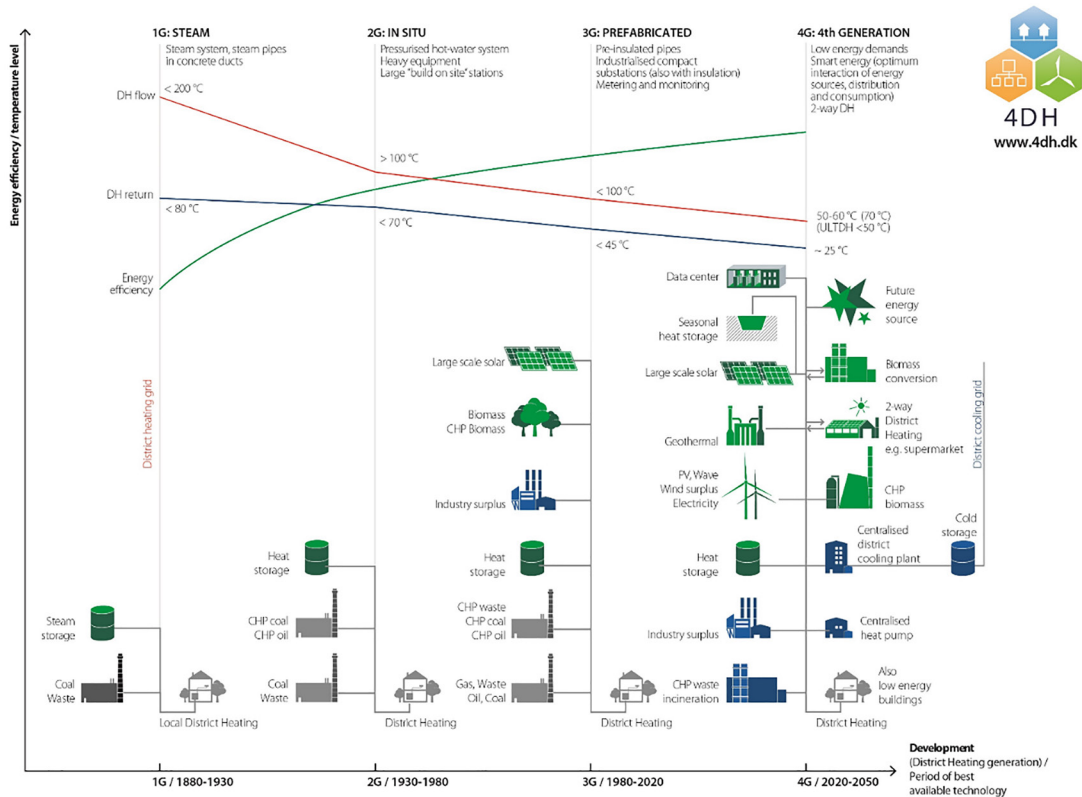 1G: STEAM
Steam system, steam pipes
in concrete ducts
2G: IN SITU
Pressurised hot-water system
Heavy equipment
Large "build on site" stations
3G: PREFABRICATED
Pre-insulated pipes
Industrialised compact
substations (also with insulation)
Metering and monitoring
4G: 4th GENERATION
Low energy demands
Smart energy (optimum
interaction of energy
sources, distribution
and consumption)
2-way DH
4DH
www.4dh.dk
Energy efficiency / temperature level
DH flow
< 200 °C
> 100 °C
< 100 °C
50-60 °C (70 °C)
(ULTDH <50 °C)
DH return
< 80 °C
< 70 °C
< 45 °C
~ 25 °C
Energy
efficiency
District heating grid
Data center
Future
energy
source
Seasonal
heat storage
Large scale solar
Large scale solar
Biomass
conversion
District cooling grid
Biomass
CHP Biomass
Geothermal
2-way
District
Heating
e.g. supermarket
Industry surplus
PV, Wave
Wind surplus
Electricity
CHP
biomass
Heat
storage
Heat
storage
Heat
storage
Centralised
district
cooling plant
Cold
storage
Steam
storage
CHP coal
CHP oil
CHP waste
CHP coal
CHP oil
Industry surplus
Centralised
heat pump
Coal
Waste
Coal
Waste
Gas, Waste
Oil, Coal
CHP waste
incineration
Also
low energy
buildings
Local District Heating
District Heating
District Heating
District Heating
1G / 1880-1930
2G / 1930-1980
3G / 1980-2020
4G / 2020-2050
Development
(District Heating generation) /
Period of best
available technology